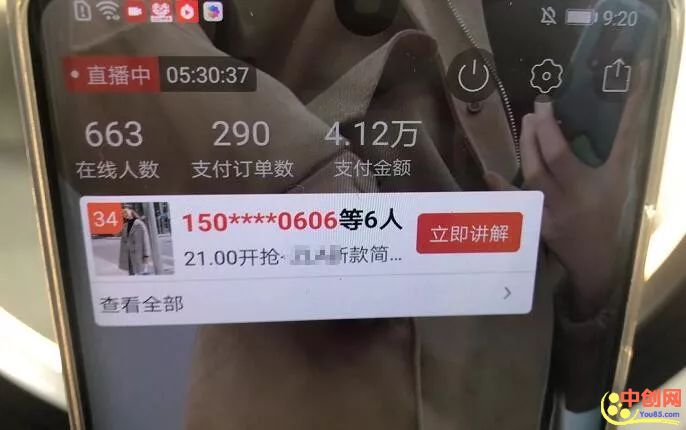 9:20
直播中 05:30:37
663 290 4.12万
在线人数 支付订单数 支付金额
34
150****0606等6人
立即讲解
21.00开抢· 新款简...
查看全部
中创网
You85.com